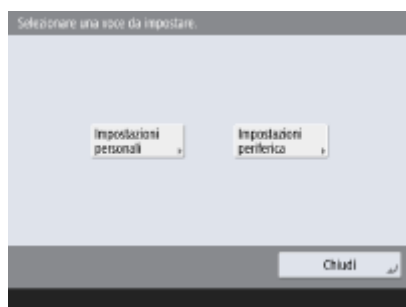 Selezionare una voce da impostare.
Impostazioni
personali
Impostazioni
periferica
Chiudi